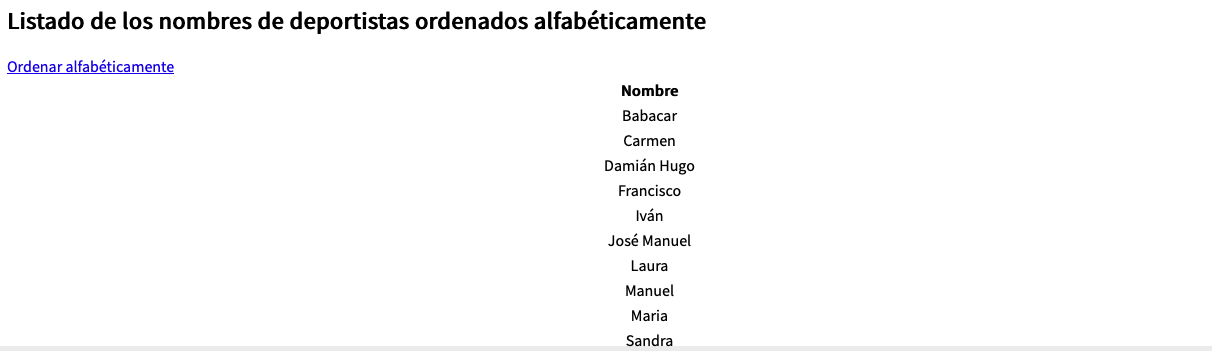 Listado de los nombres de deportistas ordenados alfabéticamente
Ordenar alfabéticamente
Nombre
Babacar
Carmen
Damián Hugo
Francisco
Iván
José Manuel
Laura
Manuel
Maria
Sandra